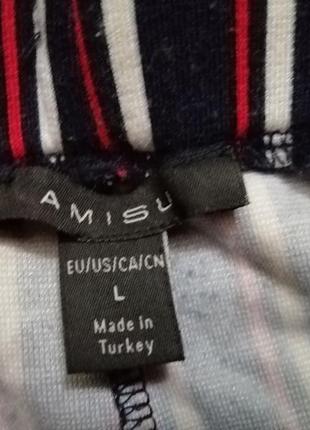 AMISU
EU/US/CA/CN
L
Made in
Turkey